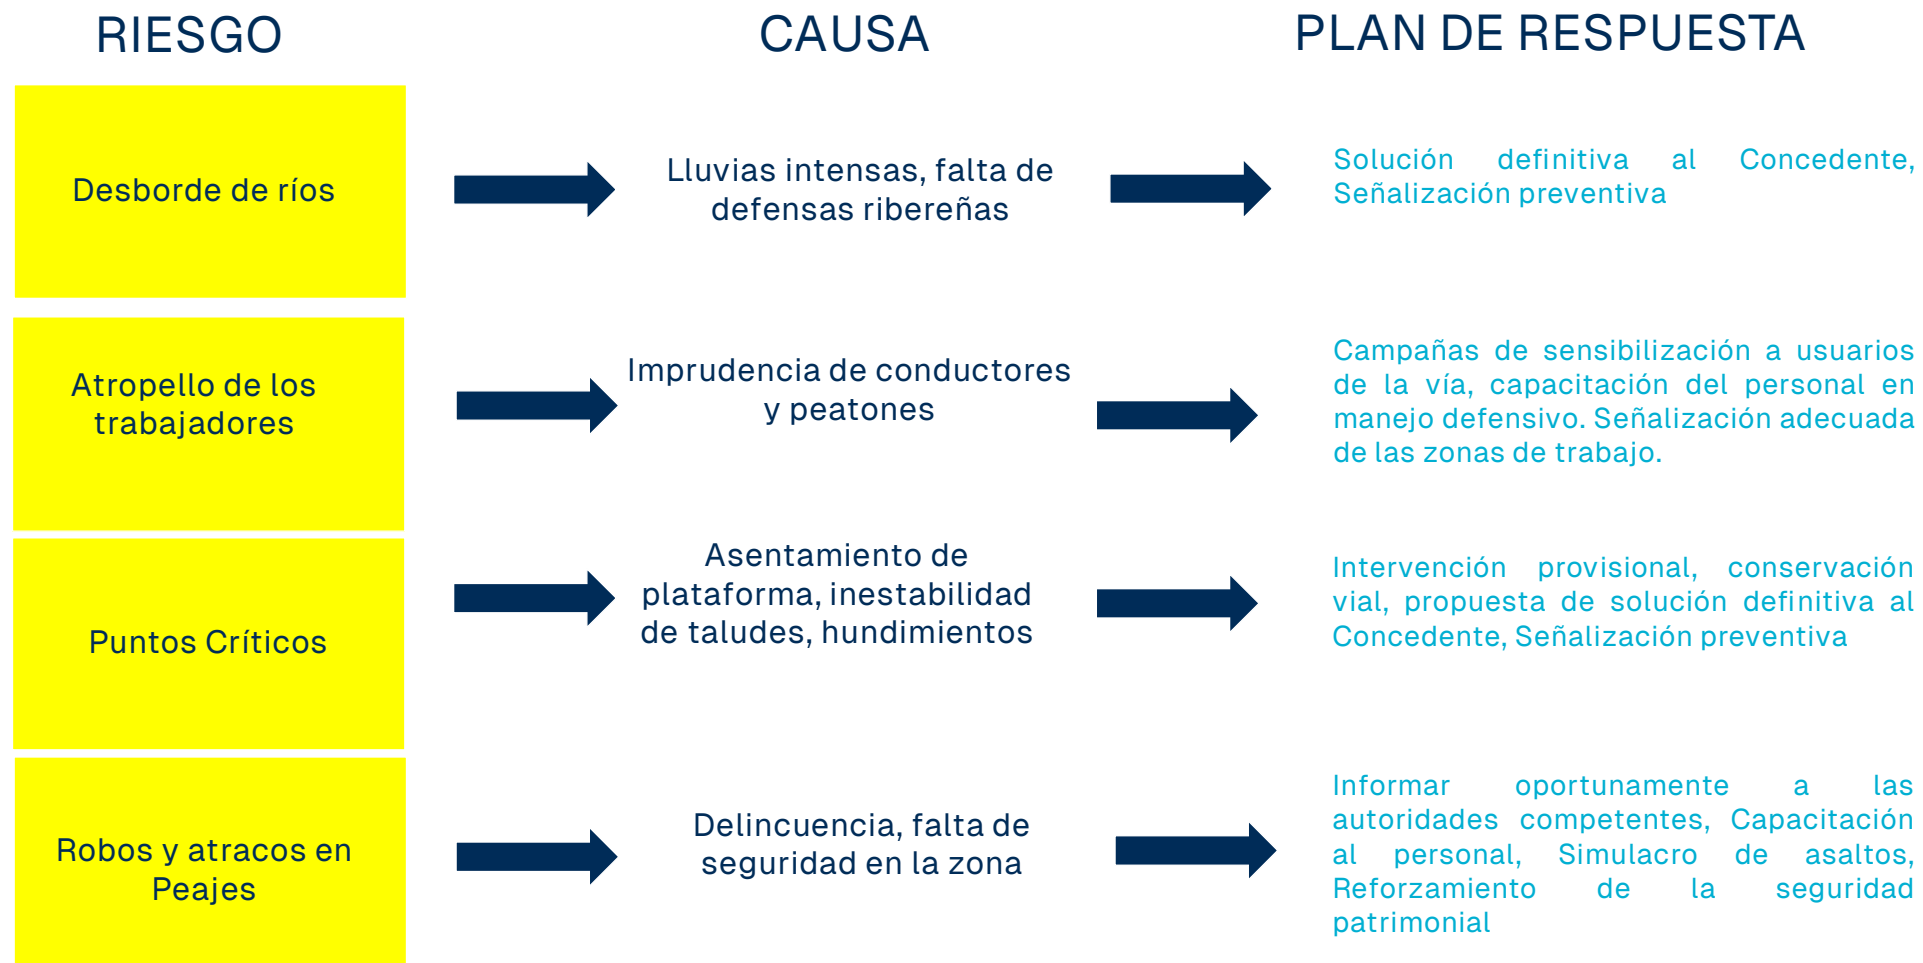 RIESGO
CAUSA
PLAN DE RESPUESTA
Desborde de ríos
Lluvias intensas, falta de
defensas ribereñas
Solución definitiva al Concedente,
Señalización preventiva
Atropello de los
trabajadores
Imprudencia de conductores
y peatones
Campañas de sensibilización a usuarios
de la vía, capacitación del personal en
manejo defensivo. Señalización adecuada
de las zonas de trabajo.
Puntos Críticos
Asentamiento de
plataforma, inestabilidad
de taludes, hundimientos
Intervención provisional, conservación
vial, propuesta de solución definitiva al
Concedente, Señalización preventiva
Robos y atracos en
Peajes
Delincuencia, falta de
seguridad en la zona
Informar oportunamente a las
autoridades competentes, Capacitación
al personal, Simulacro de asaltos,
Reforzamiento de la seguridad
patrimonial